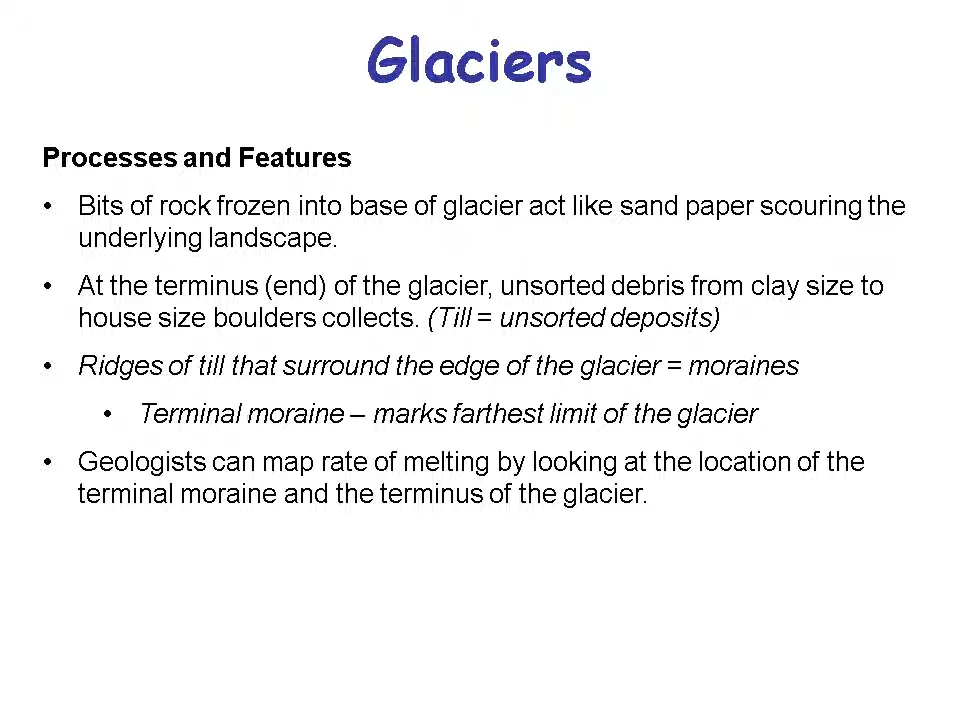 Glaciers
Processes and Features
• Bits of rock frozen into base of glacier act like sand paper scouring the
underlying landscape.
• At the terminus (end) of the glacier, unsorted debris from clay size to
house size boulders collects. (Till = unsorted deposits)
• Ridges of till that surround the edge of the glacier = moraines
• Terminal moraine – marks farthest limit of the glacier
• Geologists can map rate of melting by looking at the location of the
terminal moraine and the terminus of the glacier.